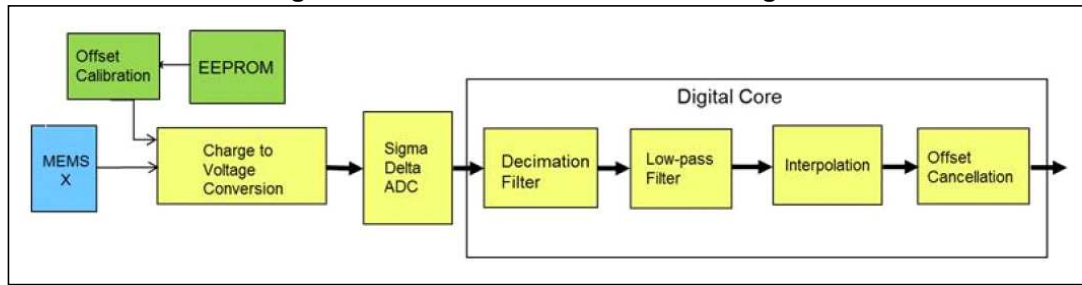 Offset
Calibration
EEPROM
Digital Core
MEMS
X
Charge to
Voltage
Conversion
Sigma
Delta
ADC
Decimation
Filter
Low-pass
Filter
Interpolation
Offset
Cancellation